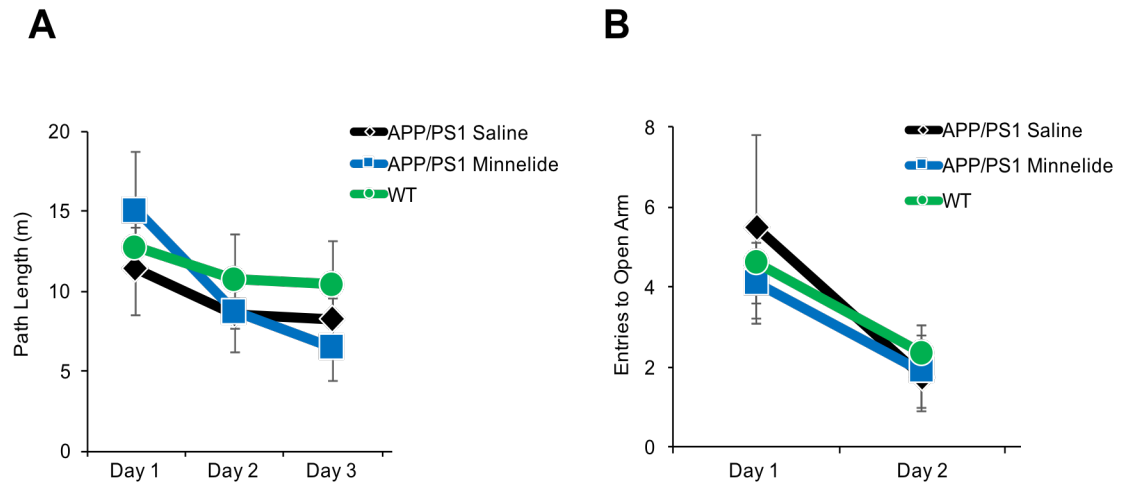 A
B
20
15
10
5
0
Path Length (m)
Day 1
Day 2
Day 3
APP/PS1 Saline
APP/PS1 Minnelide
WT
8
6
4
2
0
Entries to Open Arm
Day 1
Day 2
APP/PS1 Saline
APP/PS1 Minnelide
WT